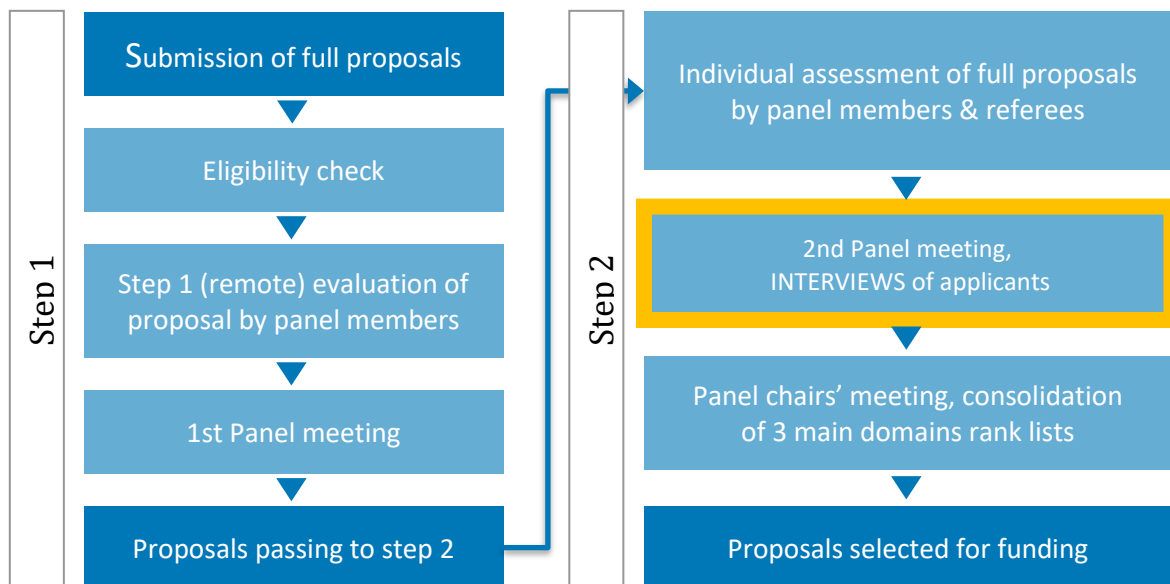 Step 1
Submission of full proposals
Eligibility check
Step 1 (remote) evaluation of
proposal by panel members
1st Panel meeting
Proposals passing to step 2
Step 2
Individual assessment of full proposals
by panel members & referees
2nd Panel meeting,
INTERVIEWS of applicants
Panel chairs’ meeting, consolidation
of 3 main domains rank lists
Proposals selected for funding